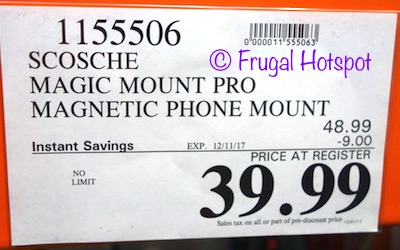 1155506
0000011555063
SCOSCHE
© Frugal Hotspot
MAGIC MOUNT PRO
MAGNETIC PHONE MOUNT
48.99
Instant Savings EXP. 12/11/17 -9.00
PRICE AT REGISTER
NO
LIMIT
39.99
Sales tax on all or part of pre-discount price